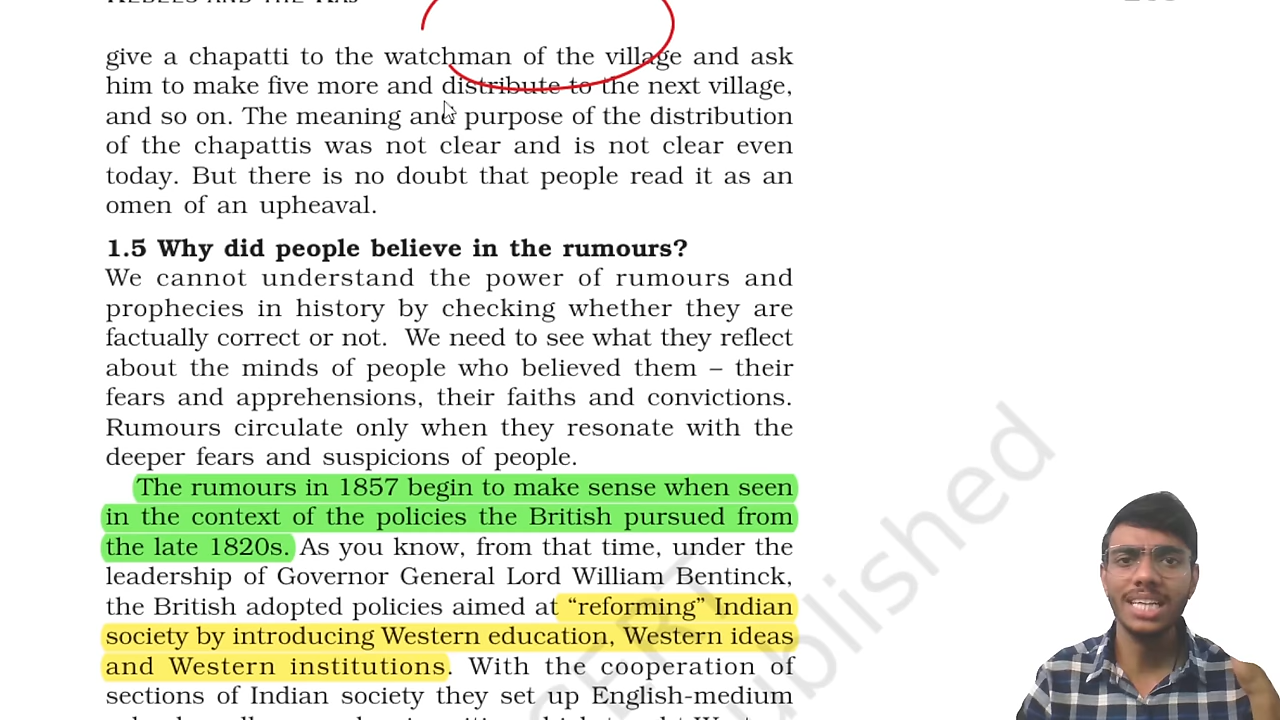 REBELS AND THE RAJ
give a chapatti to the watchman of the village and ask
him to make five more and distribute to the next village,
and so on. The meaning and purpose of the distribution
of the chapattis was not clear and is not clear even
today. But there is no doubt that people read it as an
omen of an upheaval.
1.5 Why did people believe in the rumours?
We cannot understand the power of rumours and
prophecies in history by checking whether they are
factually correct or not. We need to see what they reflect
about the minds of people who believed them – their
fears and apprehensions, their faiths and convictions.
Rumours circulate only when they resonate with the
deeper fears and suspicions of people.
The rumours in 1857 begin to make sense when seen
in the context of the policies the British pursued from
the late 1820s. As you know, from that time, under the
leadership of Governor General Lord William Bentinck,
the British adopted policies aimed at “reforming” Indian
society by introducing Western education, Western ideas
and Western institutions. With the cooperation of
sections of Indian society they set up English-medium